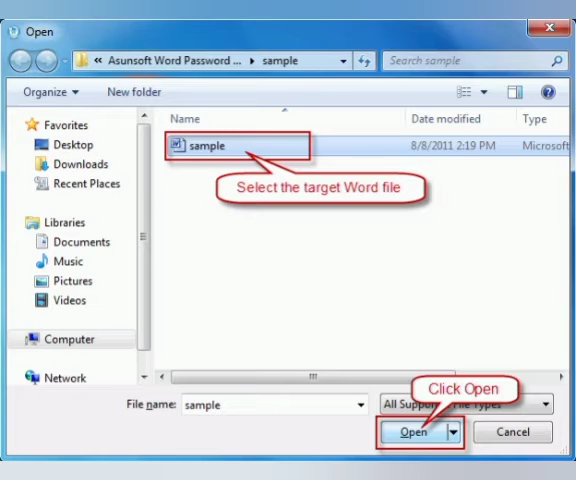 Open
« Asunsoft Word Password ... ▸ sample
Search sample
Organize
New folder
Name
Date modified
Type
Favorites
Desktop
Downloads
Recent Places
Libraries
Documents
Music
Pictures
Videos
Computer
Network
sample
8/8/2011 2:19 PM
Microsoft
Select the target Word file
Click Open
File name:
sample
All File Types
Open
Cancel